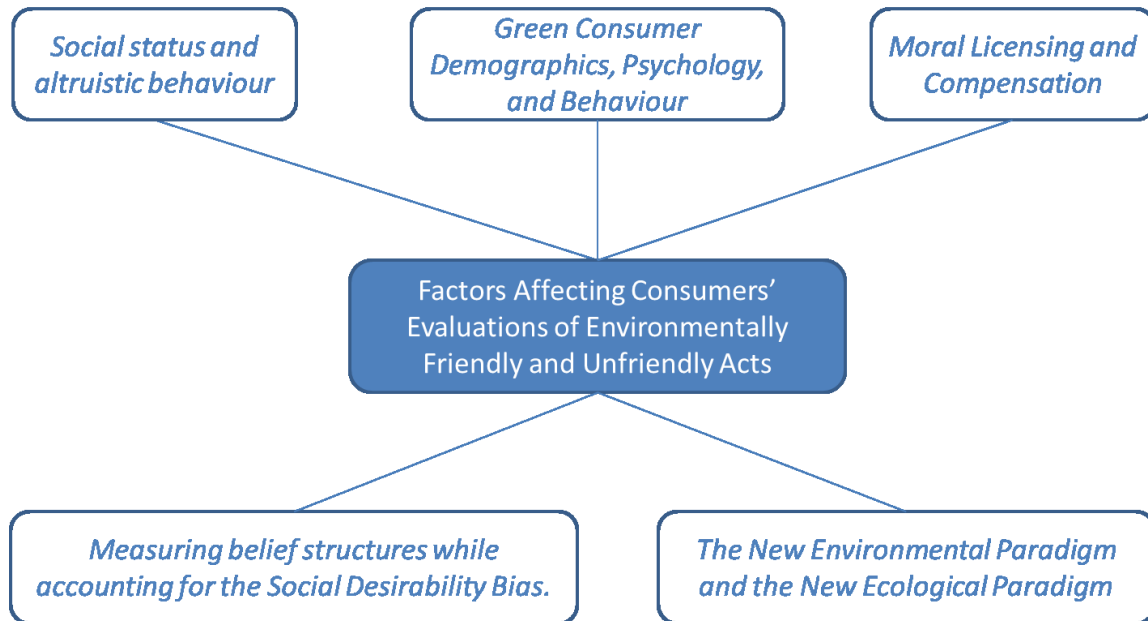 Social status and
altruistic behaviour
Green Consumer
Demographics, Psychology,
and Behaviour
Moral Licensing and
Compensation
Factors Affecting Consumers’
Evaluations of Environmentally
Friendly and Unfriendly Acts
Measuring belief structures while
accounting for the Social Desirability Bias.
The New Environmental Paradigm
and the New Ecological Paradigm